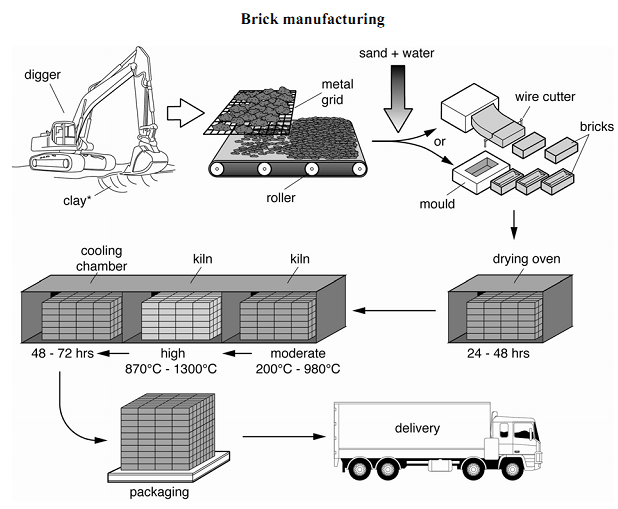 Brick manufacturing
digger
clay*
metal
grid
roller
sand + water
or
wire cutter
bricks
mould
drying oven
24 - 48 hrs
kiln
moderate
200°C - 980°C
kiln
high
870°C - 1300°C
cooling
chamber
48 - 72 hrs
packaging
delivery